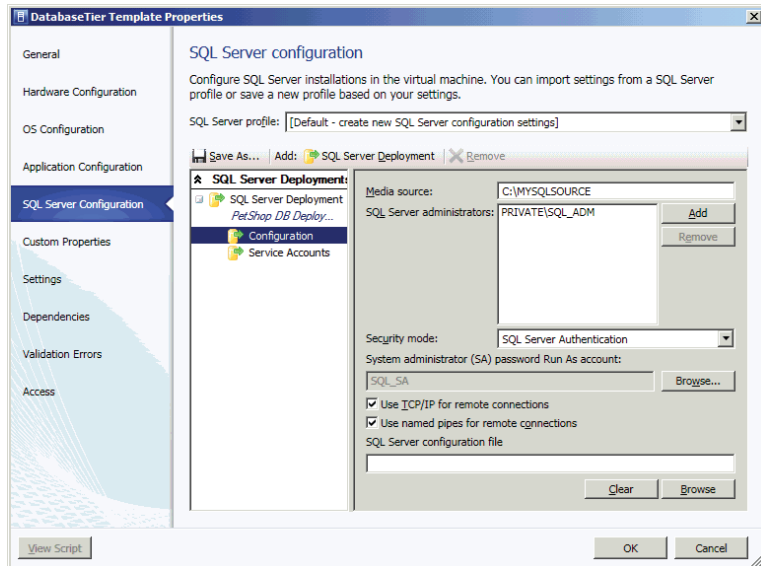 DatabaseTier Template Properties
General
Hardware Configuration
OS Configuration
Application Configuration
SQL Server Configuration
Custom Properties
Settings
Dependencies
Validation Errors
Access
SQL Server configuration
Configure SQL Server installations in the virtual machine. You can import settings from a SQL Server
profile or save a new profile based on your settings.
SQL Server profile: [Default - create new SQL Server configuration settings]
Save As... Add: SQL Server Deployment Remove
SQL Server Deployments
SQL Server Deployment
PetShop DB Deploy...
Configuration
Service Accounts
Media source: C:\MYSQLSOURCE
SQL Server administrators: PRIVATE\SQL_ADM Add
Remove
Security mode: SQL Server Authentication
System administrator (SA) password Run As account:
SQL_SA Browse...
Use TCP/IP for remote connections
Use named pipes for remote connections
SQL Server configuration file
Clear Browse
View Script OK Cancel